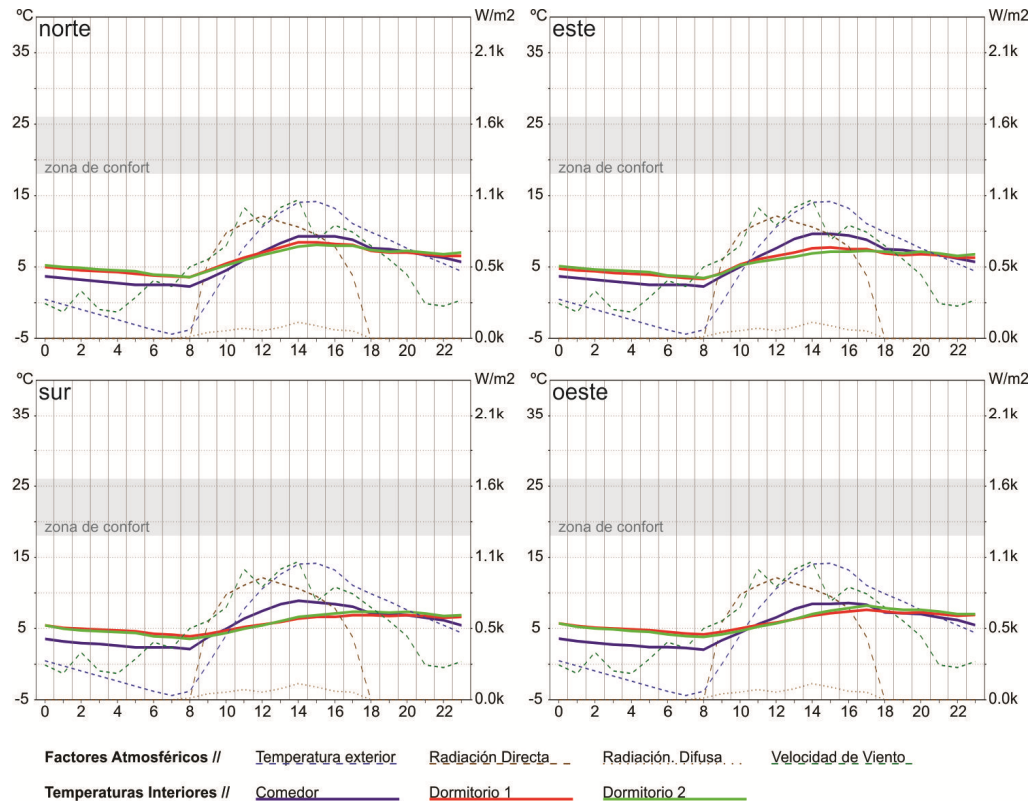 ºC norte W/m2 ºC este W/m2
35 2.1k 35 2.1k
25 1.6k 25 1.6k
zona de confort zona de confort
15 1.1k 15 1.1k
5 0.5k 5 0.5k
-5 0.0k -5 0.0k
0 2 4 6 8 10 12 14 16 18 20 22 0 2 4 6 8 10 12 14 16 18 20 22
ºC sur W/m2 ºC oeste W/m2
35 2.1k 35 2.1k
25 1.6k 25 1.6k
zona de confort zona de confort
15 1.1k 15 1.1k
5 0.5k 5 0.5k
-5 0.0k -5 0.0k
0 2 4 6 8 10 12 14 16 18 20 22 0 2 4 6 8 10 12 14 16 18 20 22
Factores Atmosféricos // Temperatura exterior Radiación Directa Radiación. Difusa Velocidad de Viento
Temperaturas Interiores // Comedor Dormitorio 1 Dormitorio 2